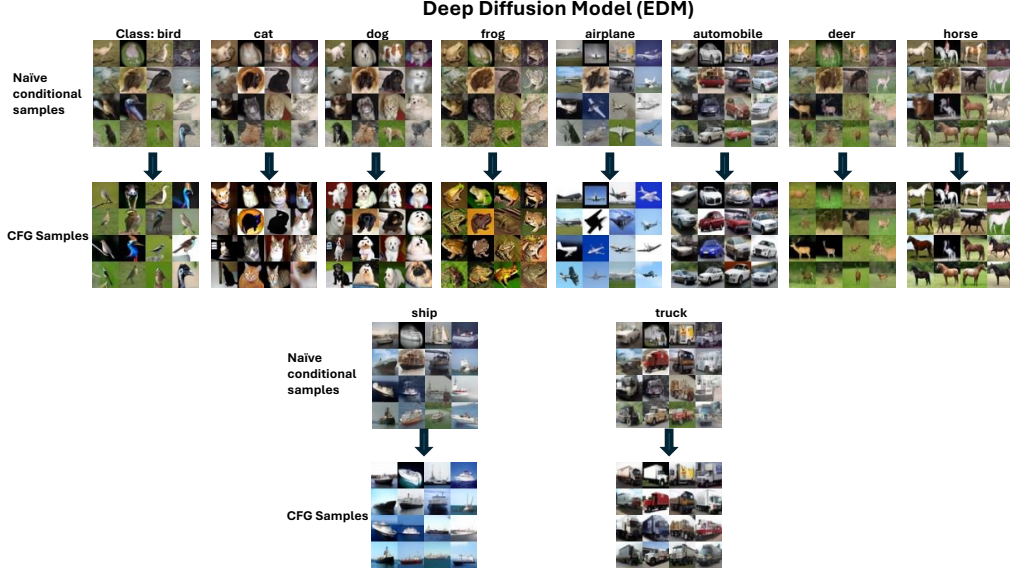 Deep Diffusion Model (EDM)
Class: bird cat dog frog airplane automobile deer horse
Naïve
conditional
samples
CFG Samples
ship truck
Naïve
conditional
samples
CFG Samples